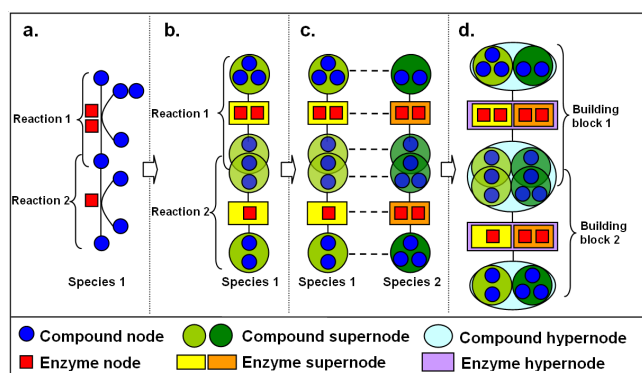 a.
b.
c.
d.
Reaction 1
Reaction 2
Species 1
Reaction 1
Reaction 2
Species 1
Species 1
Species 2
Building
block 1
Building
block 2
Compound node
Compound supernode
Compound hypernode
Enzyme node
Enzyme supernode
Enzyme hypernode